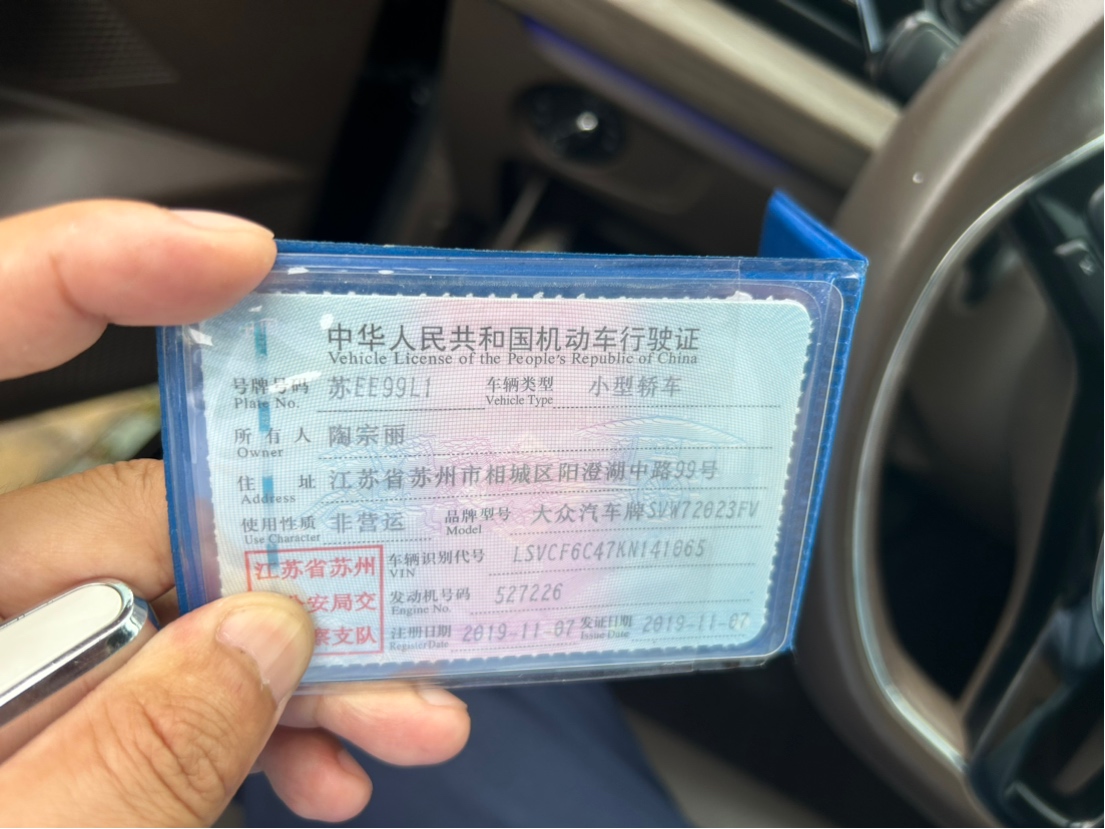 中华人民共和国机动车行驶证
Vehicle License of the People's Republic of China
号牌号码 苏EE99L1 车辆类型 小型轿车
Plate No. Vehicle Type
所有人 陶宗丽
Owner
住址 江苏省苏州市相城区阳澄湖中路99号
Address
使用性质 非营运 品牌型号 大众汽车牌SVW72023FV
Use Character Model
江苏省苏州
安局交
察支队
车辆识别代号 LSVCF6C47KN141065
VIN
发动机号码 527226
Engine No.
注册日期 2019-11-07 发证日期 2019-11-07
Register Date Issue Date